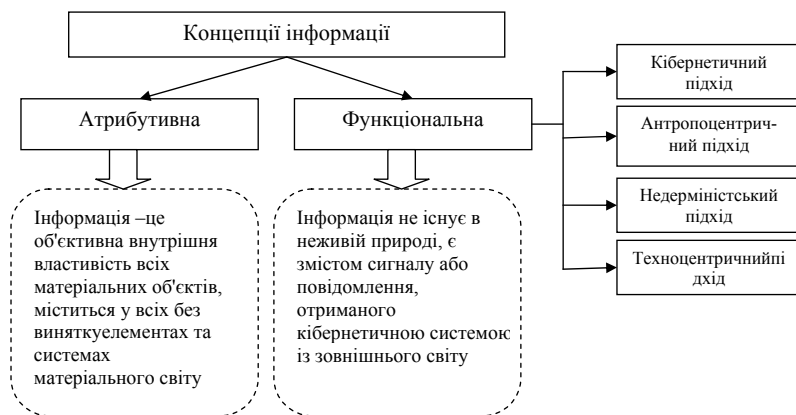 Концепції інформації
Атрибутивна
Функціональна
Інформація –це
об'єктивна внутрішня
властивість всіх
матеріальних об'єктів,
міститься у всіх без
виняткуелементах та
системах
матеріального світу
Інформація не існує в
неживій природі, є
змістом сигналу або
повідомлення,
отриманого
кібернетичною системою
із зовнішнього світу
Кібернетичний
підхід
Антропоцентрич-
ний підхід
Недерміністський
підхід
Техноцентричнийпі
дхід